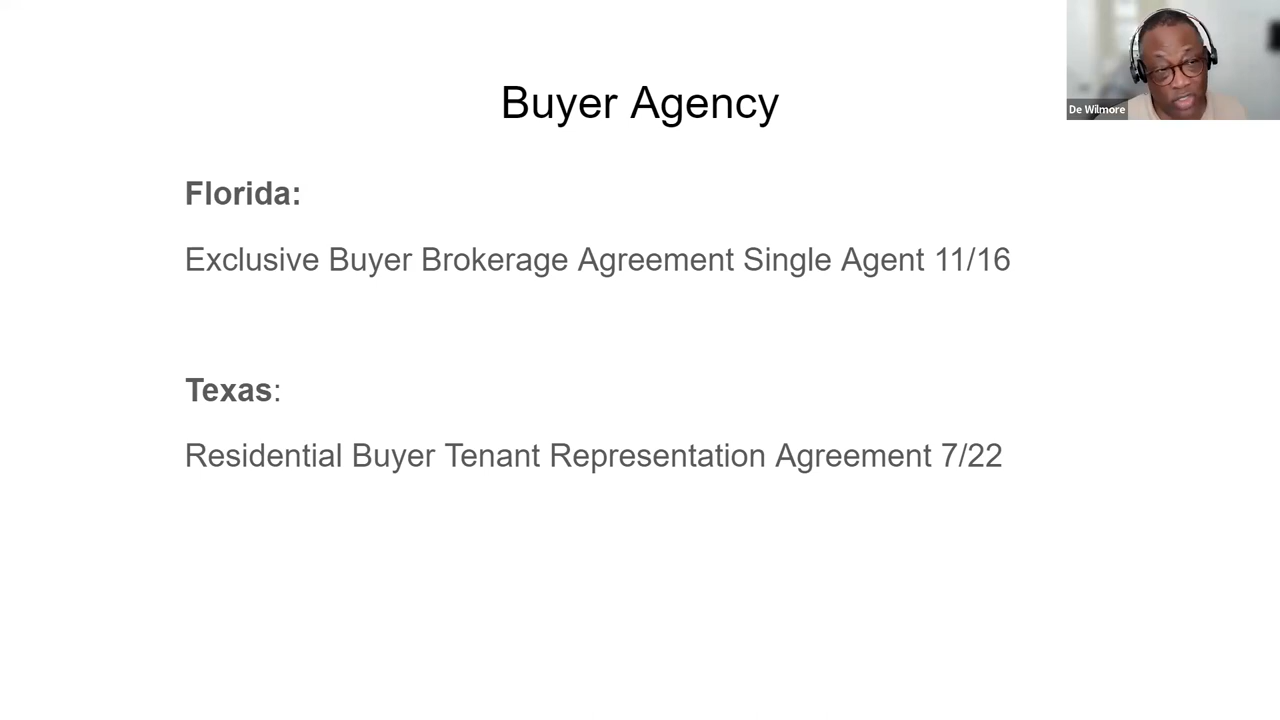 Buyer Agency
De Wilmore
Florida:
Exclusive Buyer Brokerage Agreement Single Agent 11/16
Texas:
Residential Buyer Tenant Representation Agreement 7/22